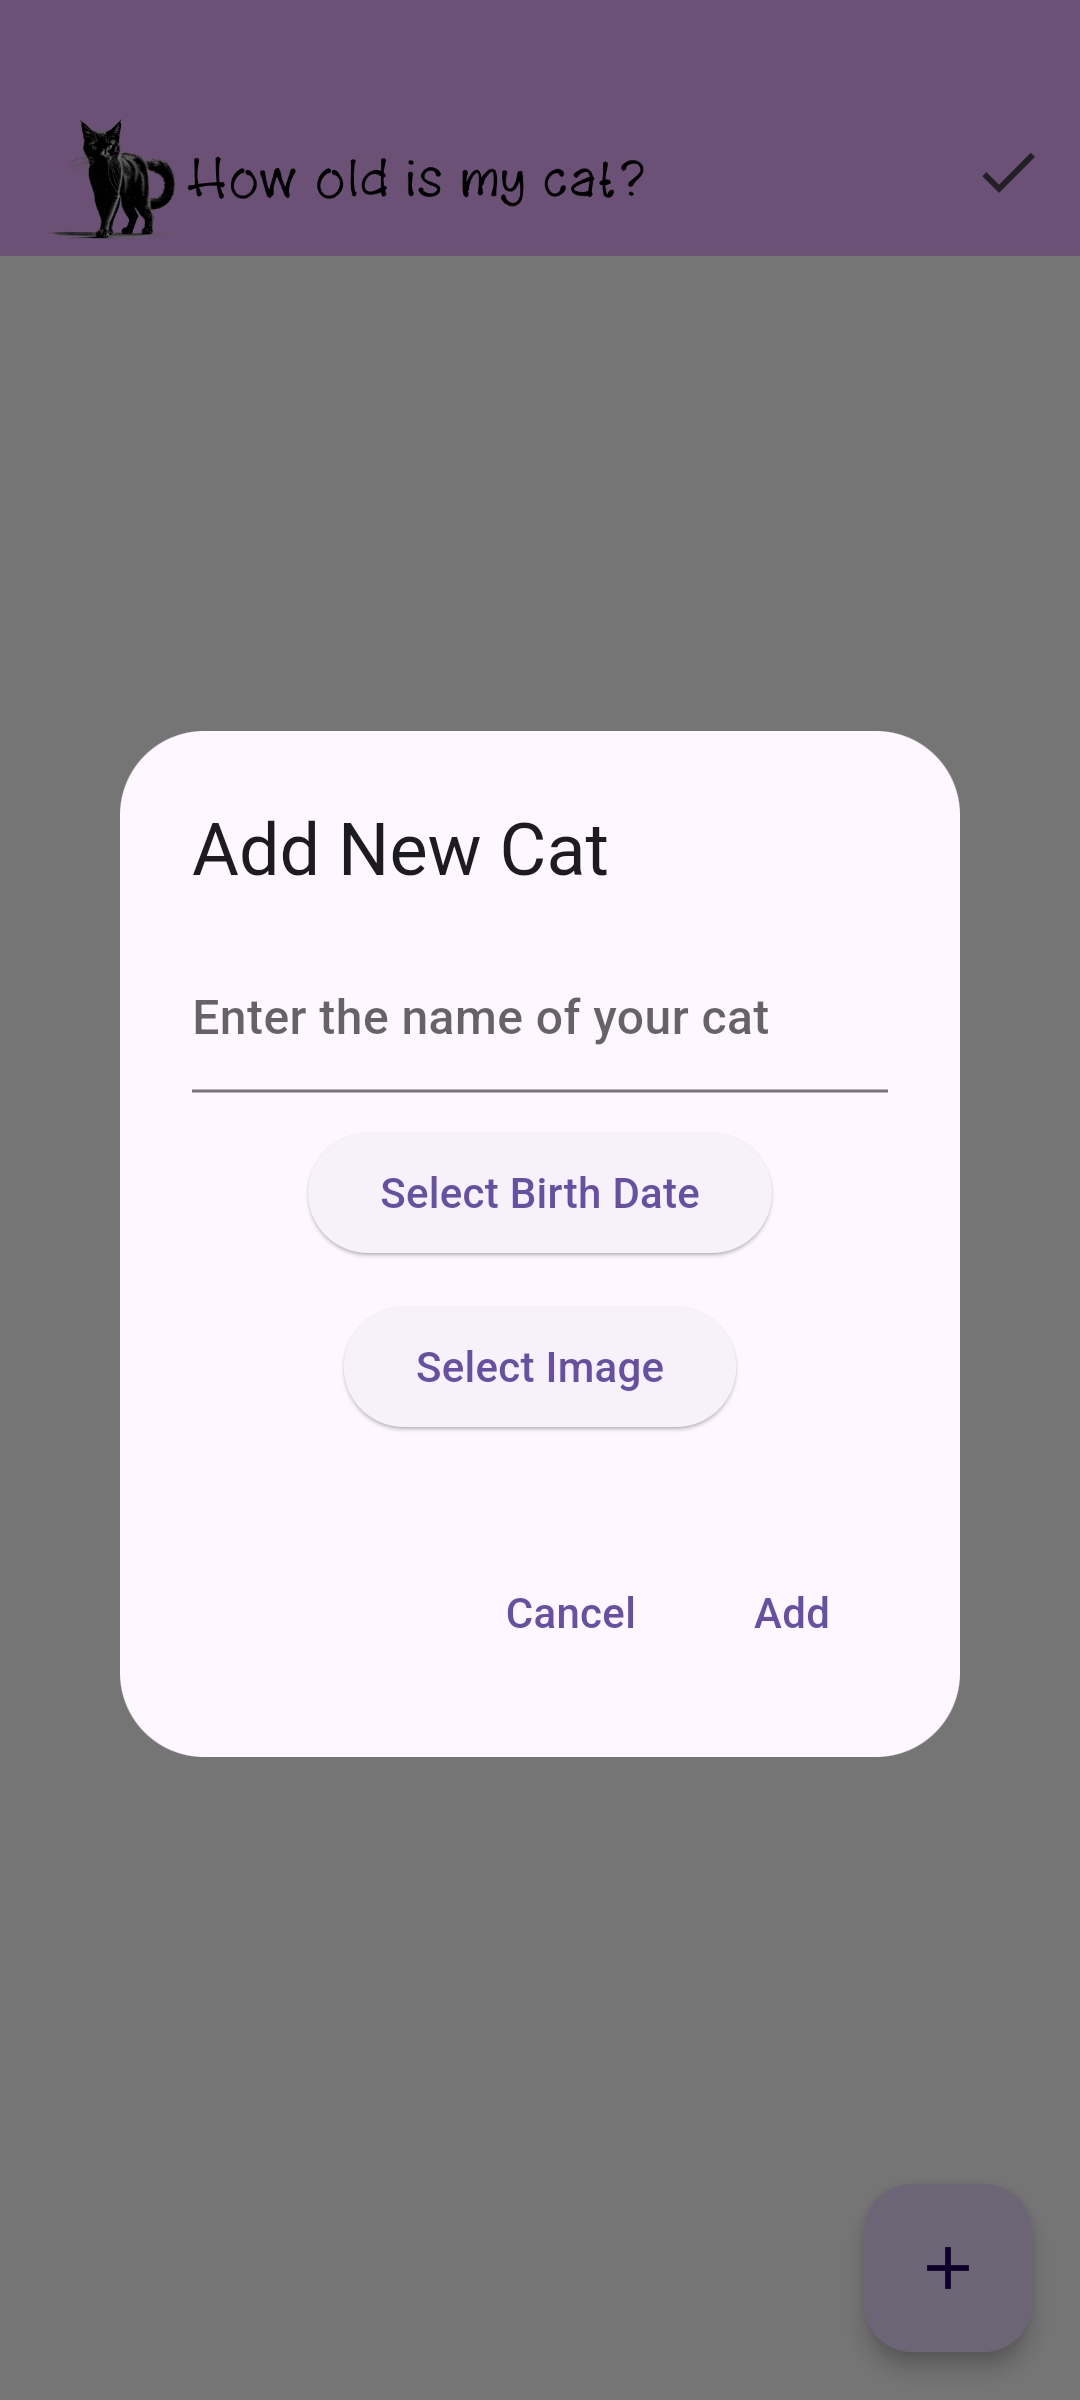 How old is my cat?
Add New Cat
Enter the name of your cat
Select Birth Date
Select Image
Cancel Add